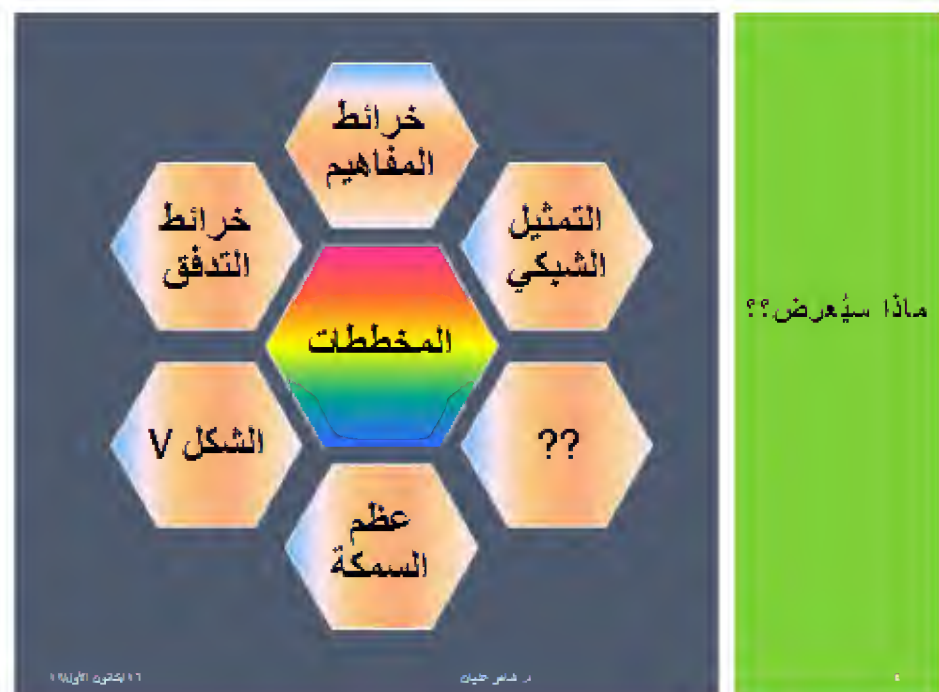 ماذا سيُعرض؟؟
خرائط
المفاهيم
التمثيل
الشبكي
??
عظم
السمكة
الشكل V
خرائط
التدفق
المخططات